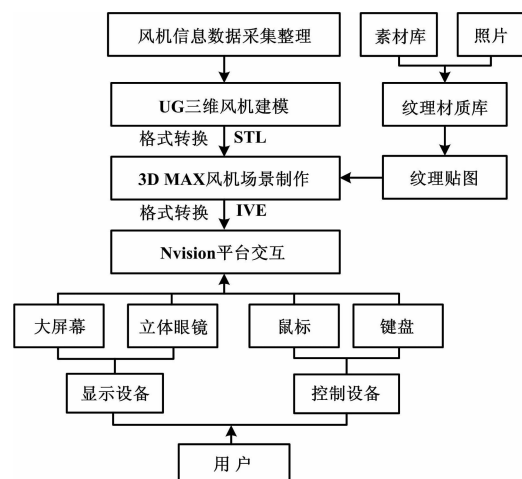 风机信息数据采集整理
素材库
照片
UG三维风机建模
纹理材质库
格式转换 STL
3D MAX风机场景制作
纹理贴图
格式转换 IVE
Nvision平台交互
大屏幕
立体眼镜
鼠标
键盘
显示设备
控制设备
用 户